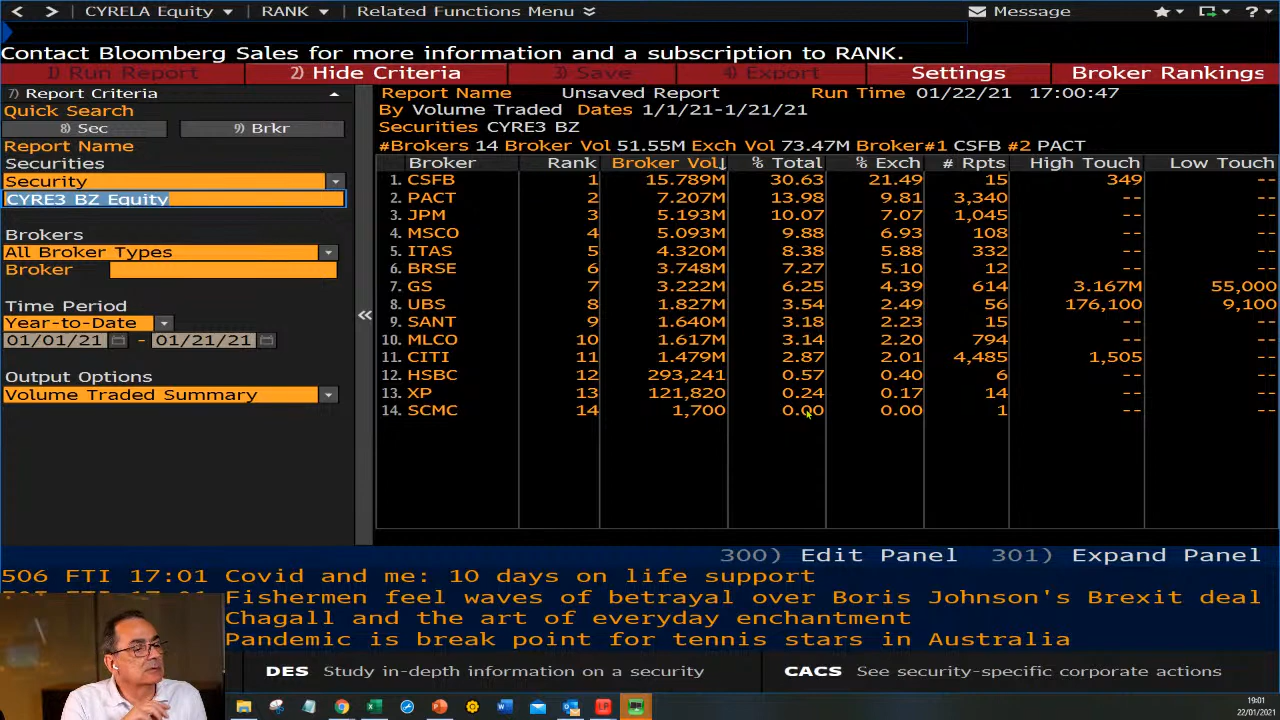 < > CYRELA Equity RANK Related Functions Menu Message ?
Contact Bloomberg Sales for more information and a subscription to RANK.
1) Run Report 2) Hide Criteria 3) Save 4) Export Settings Broker Rankings
7) Report Criteria
Quick Search
8) Sec 9) Brkr
Report Name
Securities
Security
CYRE3 BZ Equity
Brokers
All Broker Types
Broker
Time Period
Year-to-Date
01/01/21 - 01/21/21
Output Options
Volume Traded Summary
Report Name Unsaved Report Run Time 01/22/21 17:00:47
By Volume Traded Dates 1/1/21-1/21/21
Securities CYRE3 BZ
#Brokers 14 Broker Vol 51.55M Exch Vol 73.47M Broker#1 CSFB #2 PACT
Broker Rank Broker Vol↓ % Total % Exch # Rpts High Touch Low Touch
1. CSFB 1 15.789M 30.63 21.49 15 349 --
2. PACT 2 7.207M 13.98 9.81 3,340 -- --
3. JPM 3 5.193M 10.07 7.07 1,045 -- --
4. MSCO 4 5.093M 9.88 6.93 108 -- --
5. ITAS 5 4.320M 8.38 5.88 332 -- --
6. BRSE 6 3.748M 7.27 5.10 12 -- --
7. GS 7 3.222M 6.25 4.39 614 3.167M 55,000
8. UBS 8 1.827M 3.54 2.49 56 176,100 9,100
9. SANT 9 1.640M 3.18 2.23 15 -- --
10. MLCO 10 1.617M 3.14 2.20 794 -- --
11. CITI 11 1.479M 2.87 2.01 4,485 1,505 --
12. HSBC 12 293,241 0.57 0.40 6 -- --
13. XP 13 121,820 0.24 0.17 14 -- --
14. SCMC 14 1,700 0.00 0.00 1 -- --
300) Edit Panel 301) Expand Panel
506 FTI 17:01 Covid and me: 10 days on life support
FTI 17:01 Fishermen feel waves of betrayal over Boris Johnson's Brexit deal
Chagall and the art of everyday enchantment
Pandemic is break point for tennis stars in Australia
DES Study in-depth information on a security CACS See security-specific corporate actions
19:01
22/01/2021